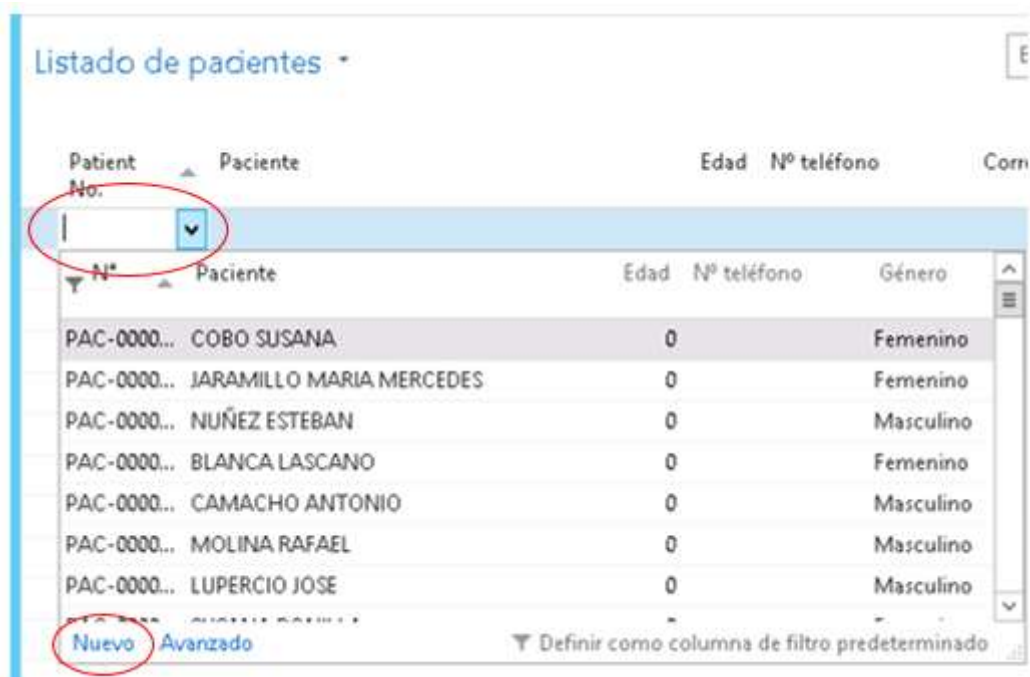 Listado de pacientes
E
Patient No. Paciente Edad Nº teléfono Corn
Nº Paciente Edad Nº teléfono Género
PAC-0000... COBO SUSANA 0 Femenino
PAC-0000... JARAMILLO MARIA MERCEDES 0 Femenino
PAC-0000... NUÑEZ ESTEBAN 0 Masculino
PAC-0000... BLANCA LASCANO 0 Femenino
PAC-0000... CAMACHO ANTONIO 0 Masculino
PAC-0000... MOLINA RAFAEL 0 Masculino
PAC-0000... LUPERCIO JOSE 0 Masculino
Nuevo Avanzado Definir como columna de filtro predeterminado